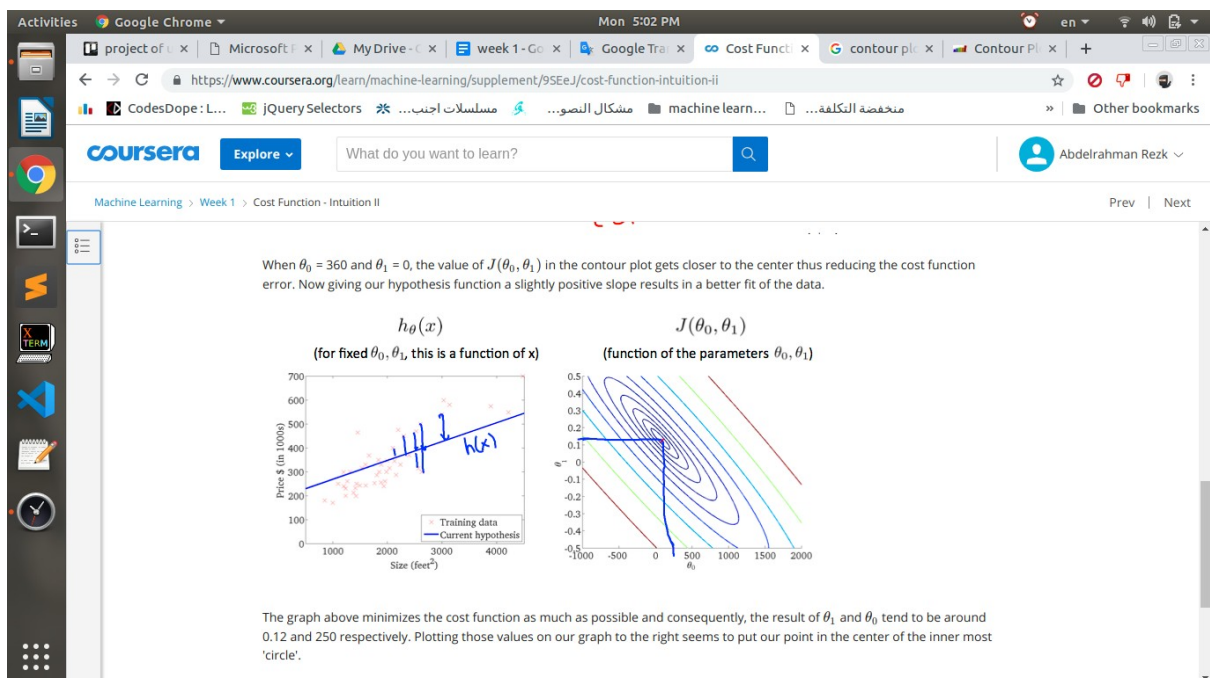 Activities Google Chrome Mon 5:02 PM en
project of u Microsoft F My Drive - G week 1 - Go Google Tra Cost Functi contour plo Contour Pl
https://www.coursera.org/learn/machine-learning/supplement/9SEeJ/cost-function-intuition-ii
CodesDope : L... jQuery Selectors مسلسلات اجنب... مشكال النصو... machine learn... منخفضة التكلفة... » Other bookmarks
coursera Explore What do you want to learn? Abdelrahman Rezk
Machine Learning > Week 1 > Cost Function - Intuition II Prev | Next
When θ₀ = 360 and θ₁ = 0, the value of J(θ₀, θ₁) in the contour plot gets closer to the center thus reducing the cost function
error. Now giving our hypothesis function a slightly positive slope results in a better fit of the data.
hθ(x)
(for fixed θ₀, θ₁, this is a function of x)
700
600
500
400
300
200
100
0
Price $ (in 1000s)
h(x)
Training data
Current hypothesis
1000 2000 3000 4000
Size (feet²)
J(θ₀, θ₁)
(function of the parameters θ₀, θ₁)
0.5
0.4
0.3
0.2
0.1
0
-0.1
-0.2
-0.3
-0.4
-0.5
θ₁
-1000 -500 0 500 1000 1500 2000
θ₀
The graph above minimizes the cost function as much as possible and consequently, the result of θ₁ and θ₀ tend to be around
0.12 and 250 respectively. Plotting those values on our graph to the right seems to put our point in the center of the inner most
'circle'.
X
TERM